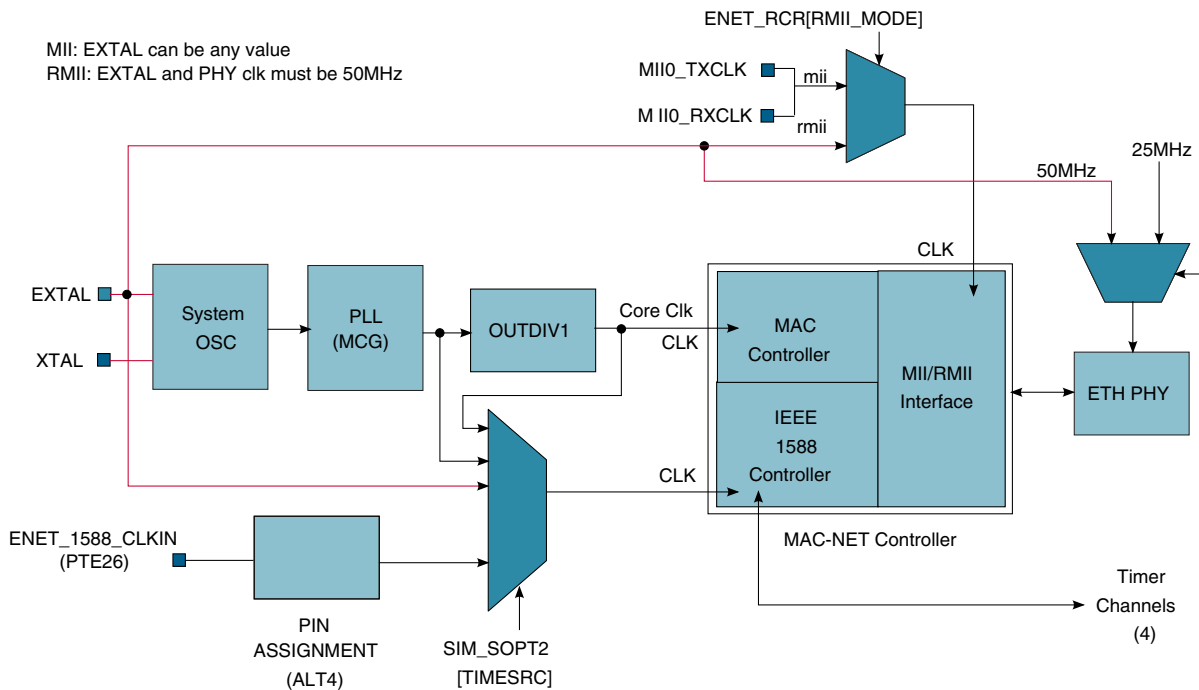 ENET_RCR[RMII_MODE]
MII: EXTAL can be any value
RMII: EXTAL and PHY clk must be 50MHz
MII0_TXCLK
mii
M II0_RXCLK
rmii
25MHz
50MHz
CLK
EXTAL
XTAL
System
OSC
PLL
(MCG)
OUTDIV1
Core Clk
CLK
MAC
Controller
MII/RMII
Interface
ETH PHY
IEEE
1588
Controller
CLK
MAC-NET Controller
ENET_1588_CLKIN
(PTE26)
PIN
ASSIGNMENT
(ALT4)
SIM_SOPT2
[TIMESRC]
Timer
Channels
(4)